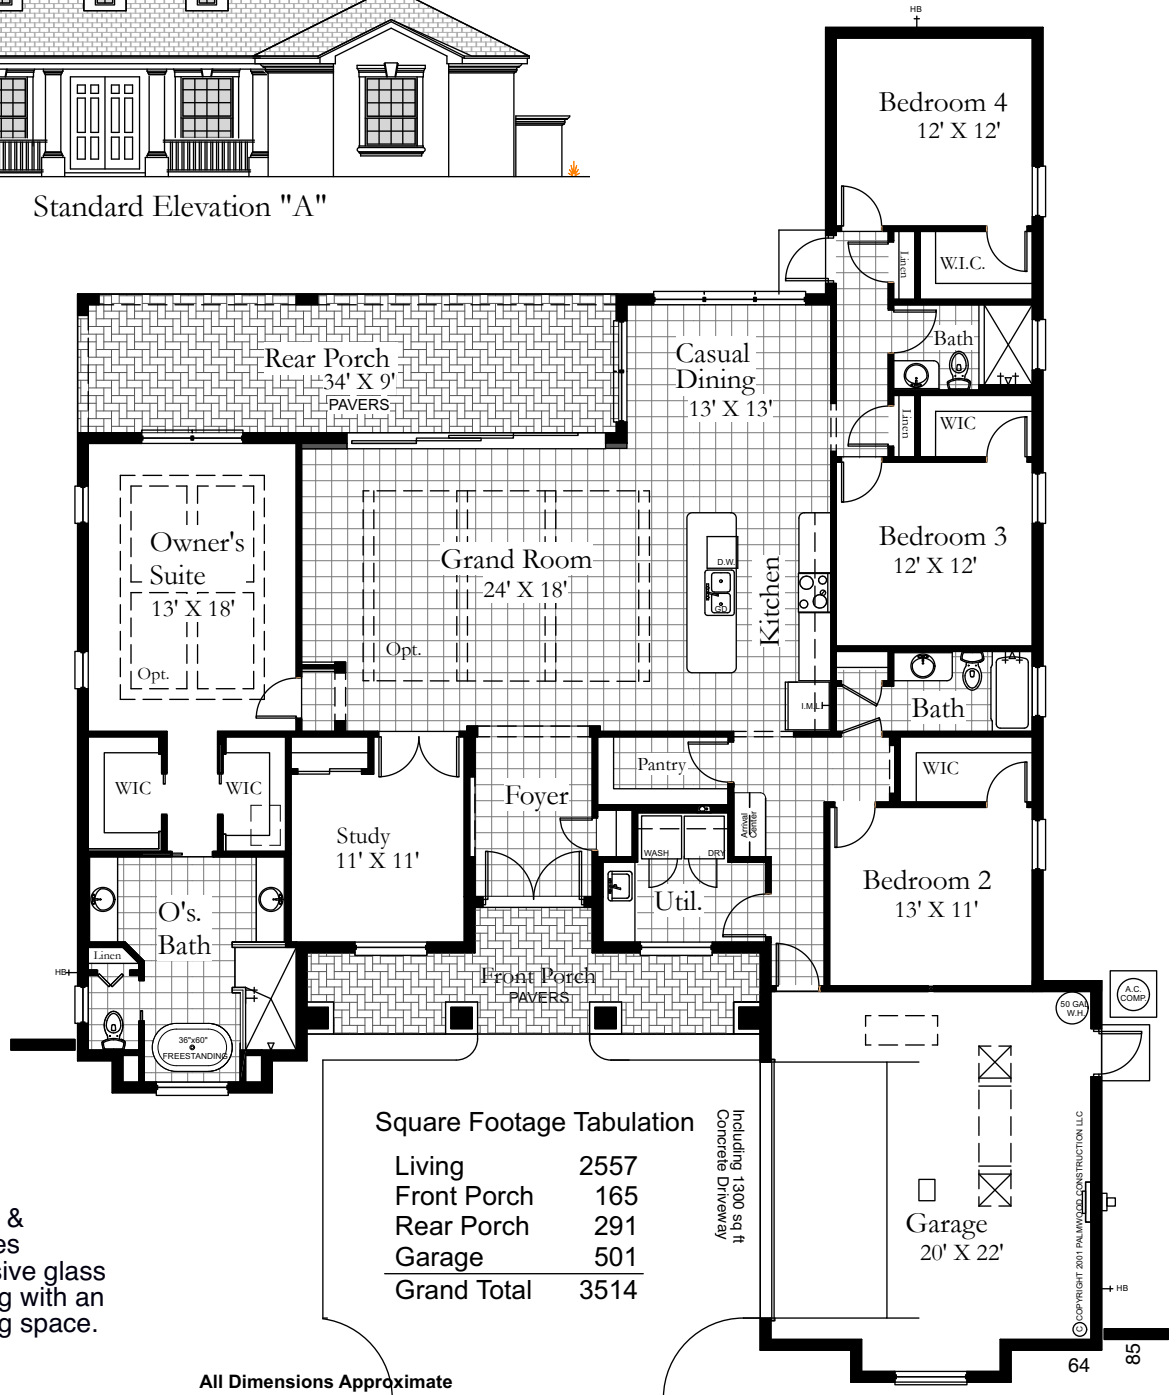 HB
Bedroom 4
12' X 12'
Standard Elevation "A"
Linen
W.I.C.
Bath
Rear Porch
34' X 9'
PAVERS
Casual
Dining
13' X 13'
Linen
WIC
Owner's
Suite
13' X 18'
Opt.
Grand Room
24' X 18'
Opt.
D.W.
GD
Kitchen
Bedroom 3
12' X 12'
I.M.L.
Bath
WIC
WIC
Study
11' X 11'
Foyer
Pantry
Arrival
Center
WASH
DRY
Util.
WIC
Bedroom 2
13' X 11'
O's.
Bath
Linen
HB
36"x60"
FREESTANDING
Front Porch
PAVERS
50 GAL
W.H.
A.C.
COMP.
Square Footage Tabulation
Living 2557
Front Porch 165
Rear Porch 291
Garage 501
Grand Total 3514
Including 1300 sq ft
Concrete Driveway
Garage
20' X 22'
© COPYRIGHT 2001 PALMWOOD CONSTRUCTION LLC
HB
&
es
sive glass
g with an
g space.
64
85
All Dimensions Approximate